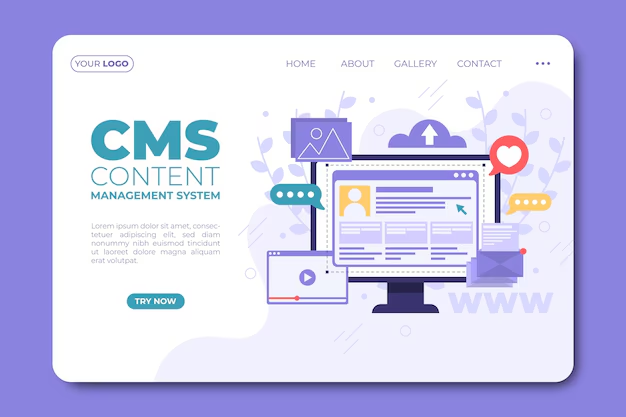 YOUR LOGO
HOME
ABOUT
GALLERY
CONTACT
CMS
CONTENT
MANAGEMENT SYSTEM
Lorem ipsum dolor sit amet,
consectetuer adipiscing elit,
sed diam nonummy nibh
euismod tincidunt ut laoreet
dolore magna aliquam erat
volutpat.
TRY NOW
WWW